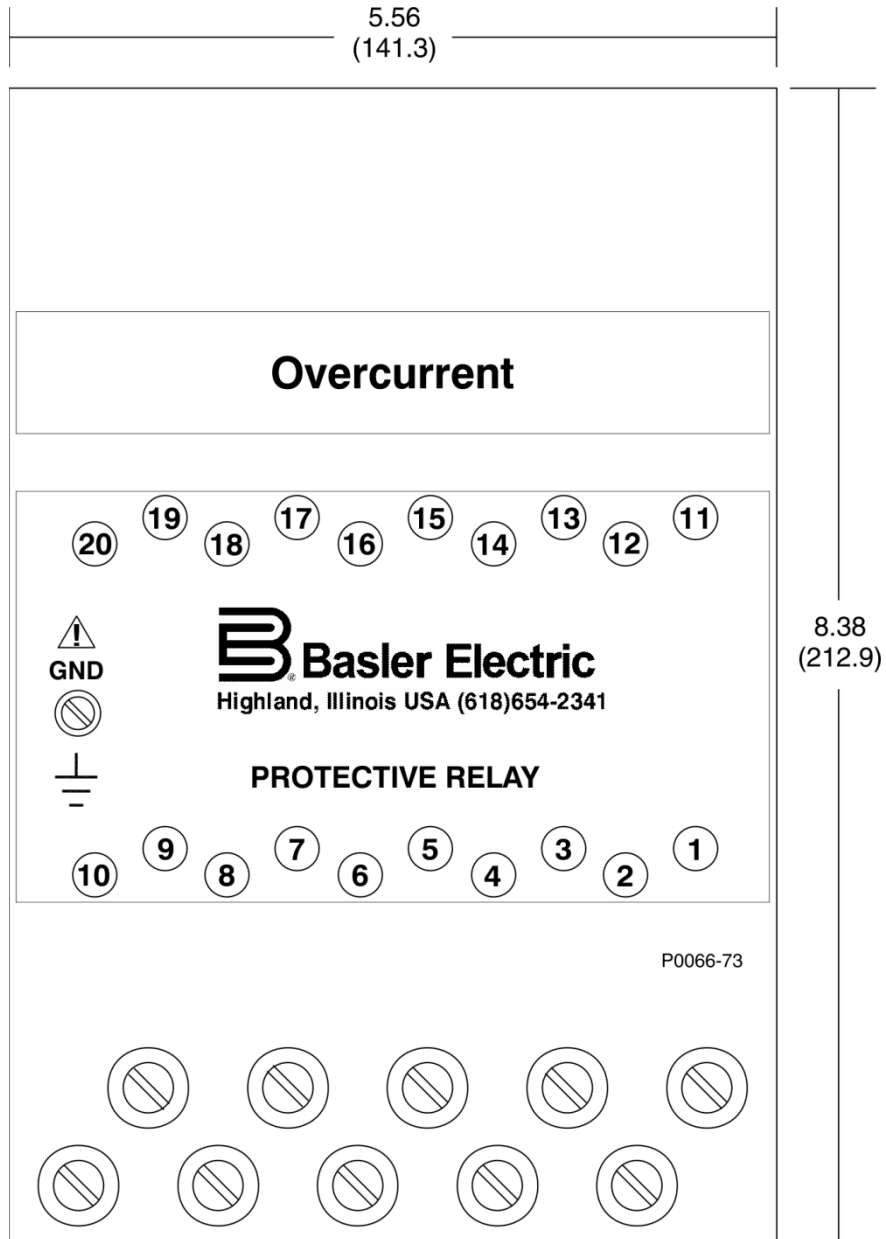 5.56
(141.3)
Overcurrent
20 19 18 17 16 15 14 13 12 11
GND
8.38
(212.9)
Basler Electric
Highland, Illinois USA (618)654-2341
PROTECTIVE RELAY
10 9 8 7 6 5 4 3 2 1
P0066-73